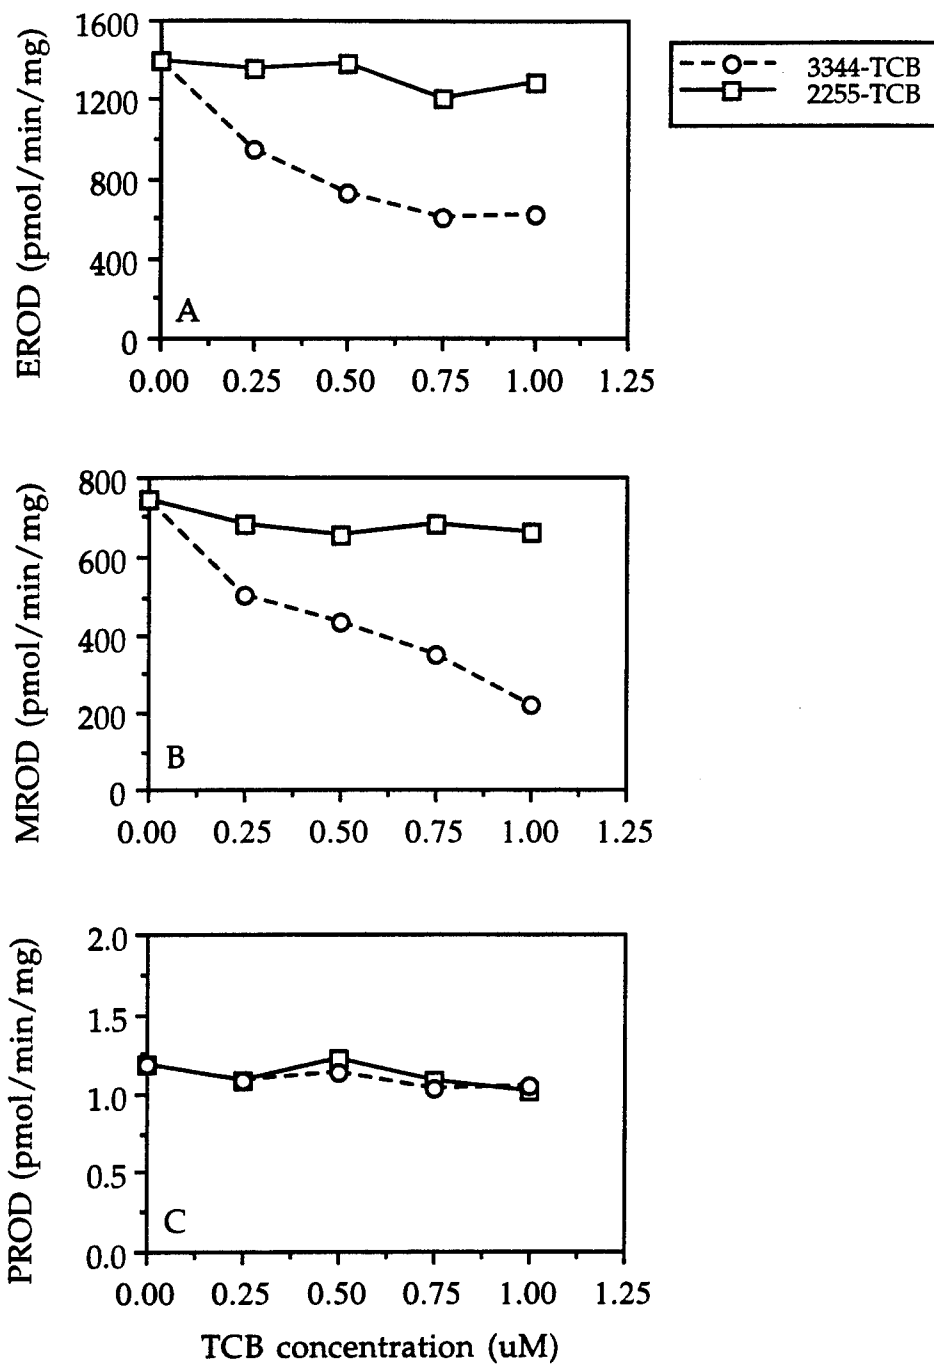 EROD (pmol/min/mg)
1600
1200
800
400
0
A
0.00 0.25 0.50 0.75 1.00 1.25
3344-TCB
2255-TCB
MROD (pmol/min/mg)
800
600
400
200
0
B
0.00 0.25 0.50 0.75 1.00 1.25
PROD (pmol/min/mg)
2.0
1.5
1.0
0.5
0.0
C
0.00 0.25 0.50 0.75 1.00 1.25
TCB concentration (uM)